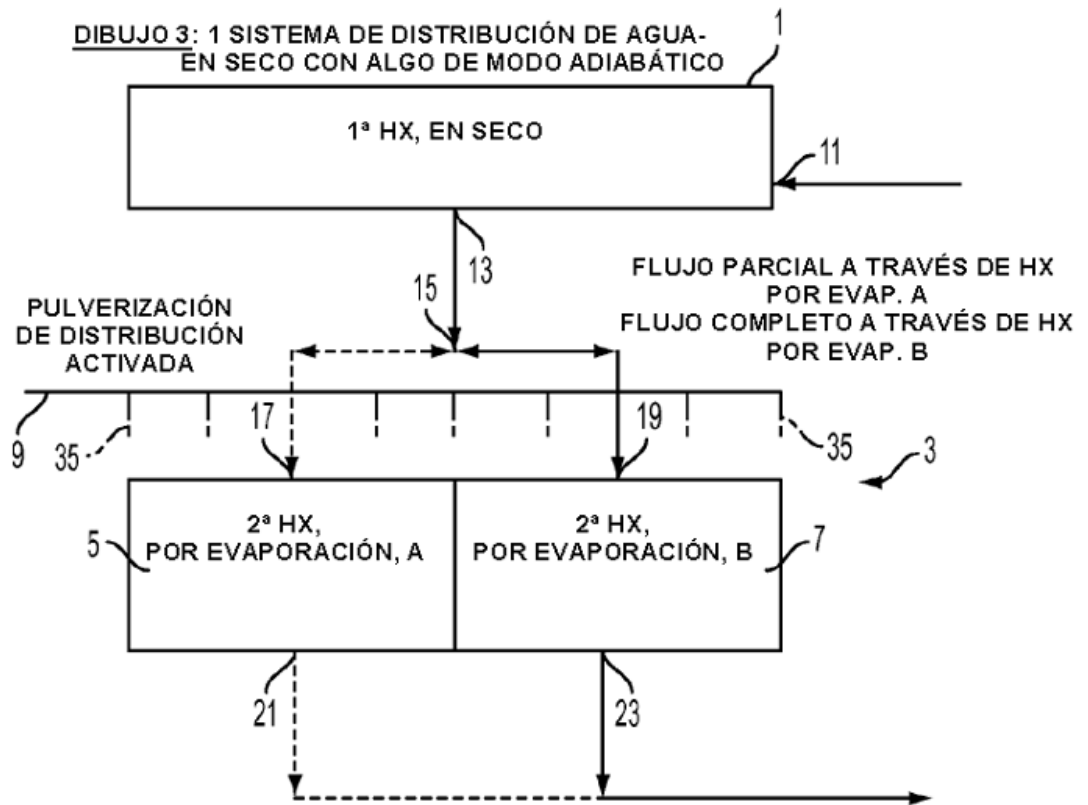 DIBUJO 3: 1 SISTEMA DE DISTRIBUCIÓN DE AGUA-
EN SECO CON ALGO DE MODO ADIABÁTICO
1
1ª HX, EN SECO
11
13
15
FLUJO PARCIAL A TRAVÉS DE HX
POR EVAP. A
FLUJO COMPLETO A TRAVÉS DE HX
POR EVAP. B
PULVERIZACIÓN
DE DISTRIBUCIÓN
ACTIVADA
9
35
17
19
35
3
5
2ª HX,
POR EVAPORACIÓN, A
2ª HX,
POR EVAPORACIÓN, B
7
21
23